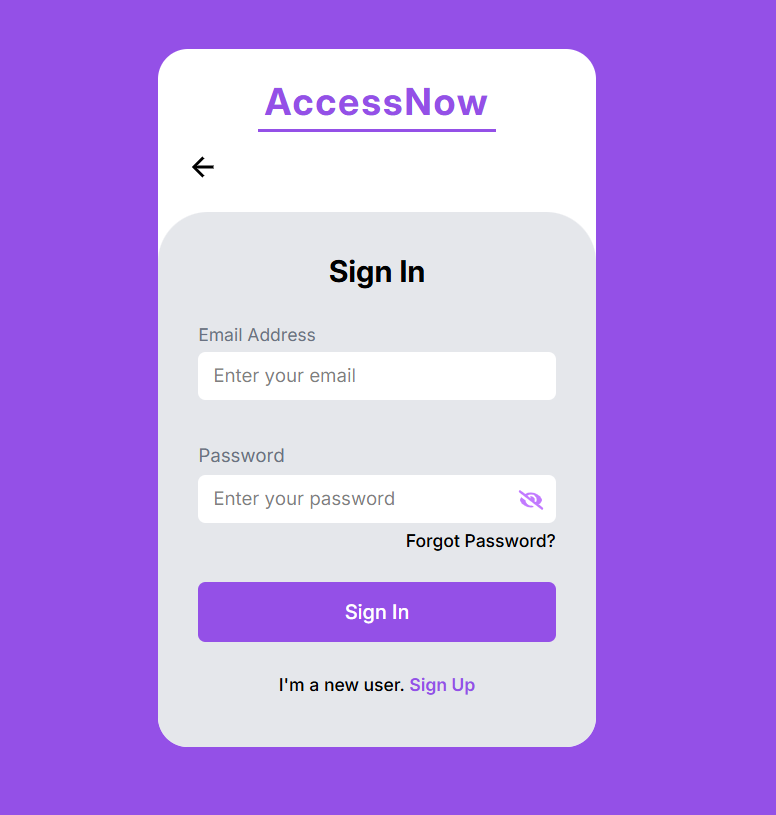 AccessNow
Sign In
Email Address
Enter your email
Password
Enter your password
Forgot Password?
Sign In
I'm a new user. Sign Up